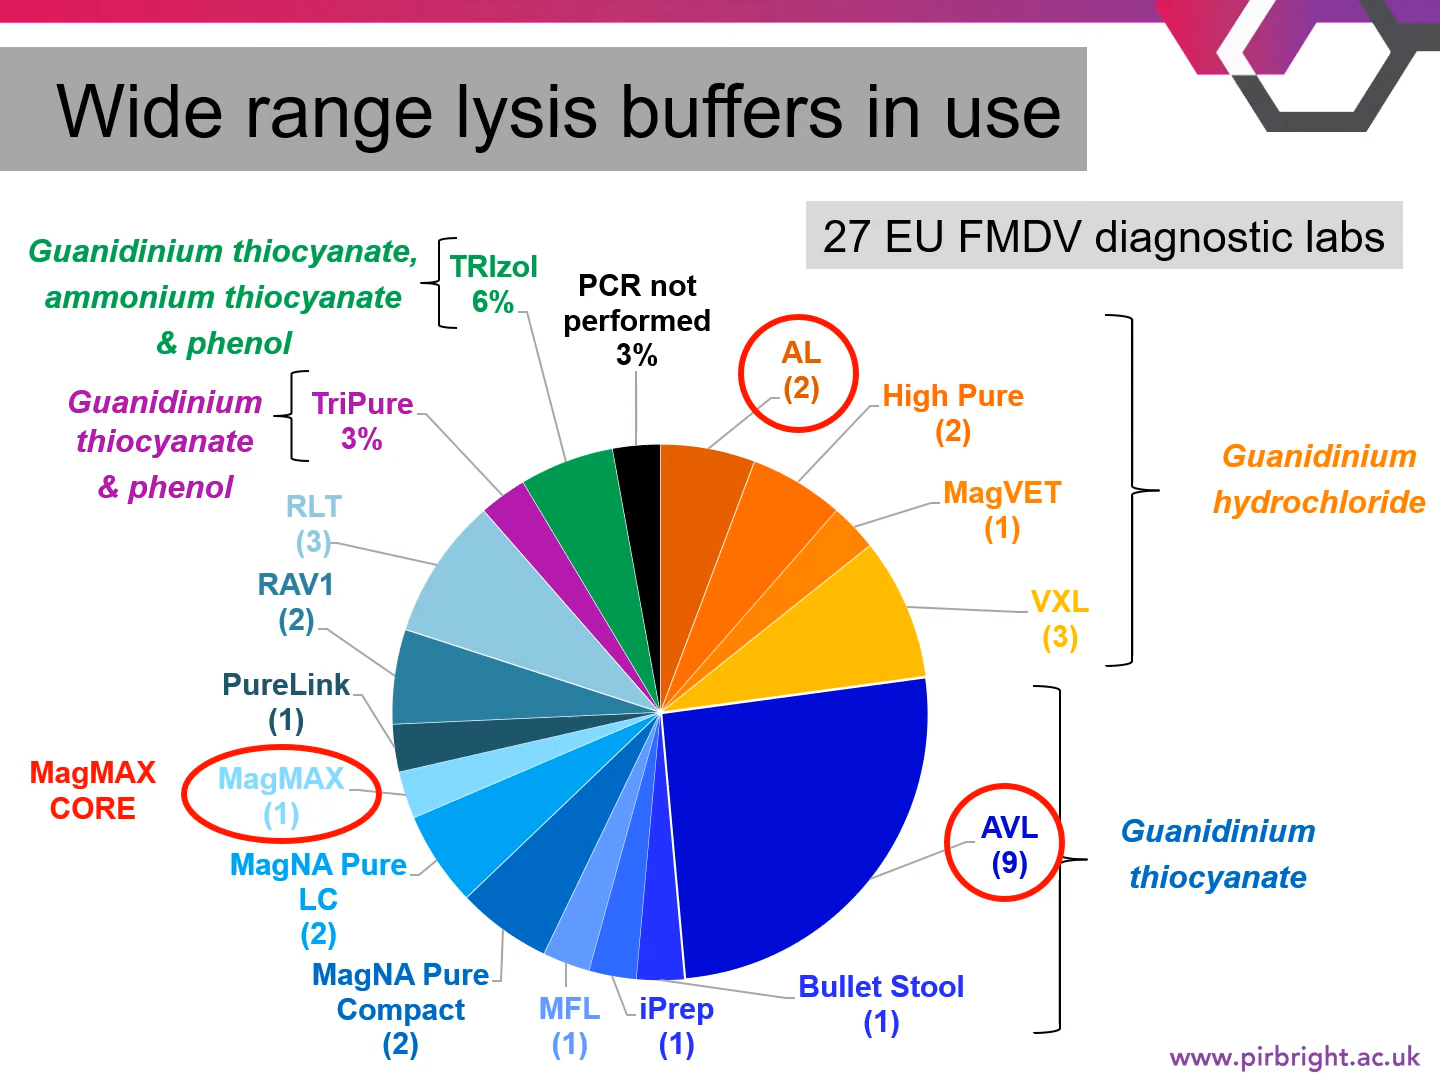 Wide range lysis buffers in use
27 EU FMDV diagnostic labs
Guanidinium thiocyanate,
ammonium thiocyanate
& phenol
TRIzol
6%
PCR not
performed
3%
AL
(2)
High Pure
(2)
MagVET
(1)
VXL
(3)
Guanidinium
hydrochloride
Guanidinium
thiocyanate
& phenol
TriPure
3%
RLT
(3)
RAV1
(2)
PureLink
(1)
MagMAX
CORE
MagMAX
(1)
MagNA Pure
LC
(2)
MagNA Pure
Compact
(2)
MFL
(1)
iPrep
(1)
Bullet Stool
(1)
AVL
(9)
Guanidinium
thiocyanate
www.pirbright.ac.uk